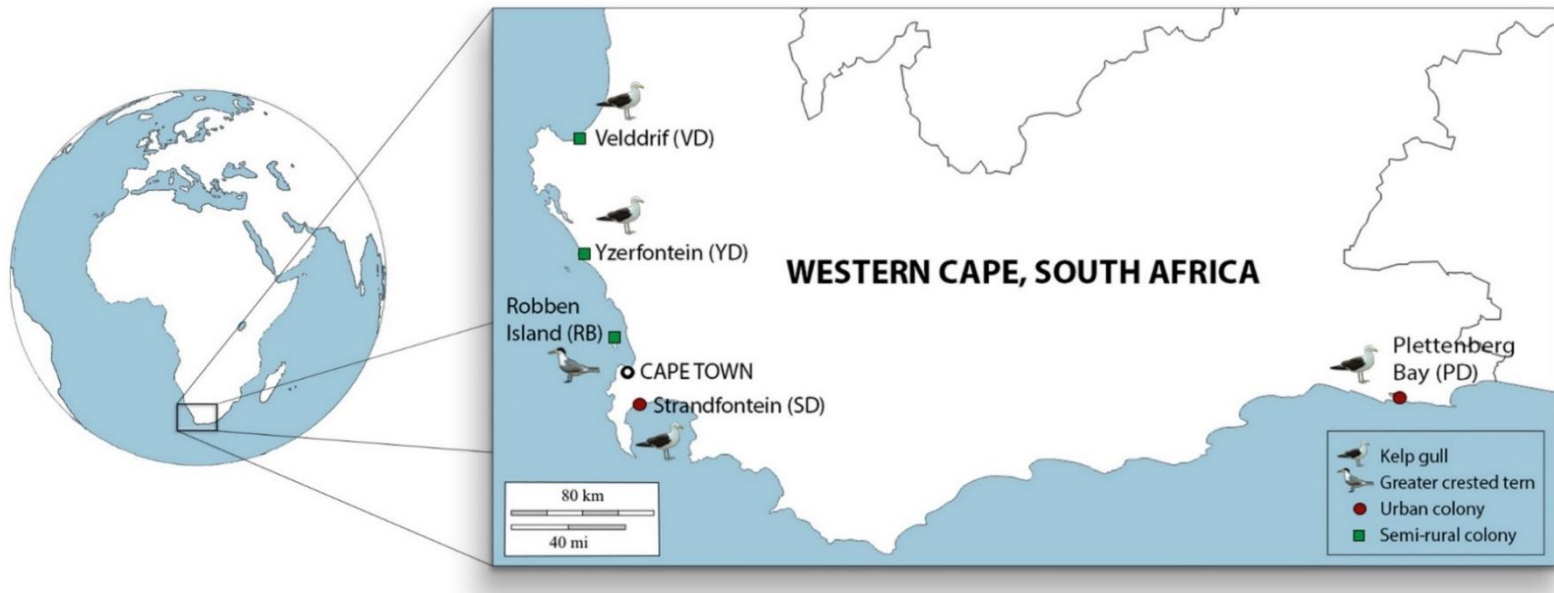 Velddrif (VD)
Yzerfontein (YD)
WESTERN CAPE, SOUTH AFRICA
Robben
Island (RB)
CAPE TOWN
Strandfontein (SD)
Plettenberg
Bay (PD)
80 km
40 mi
Kelp gull
Greater crested tern
Urban colony
Semi-rural colony